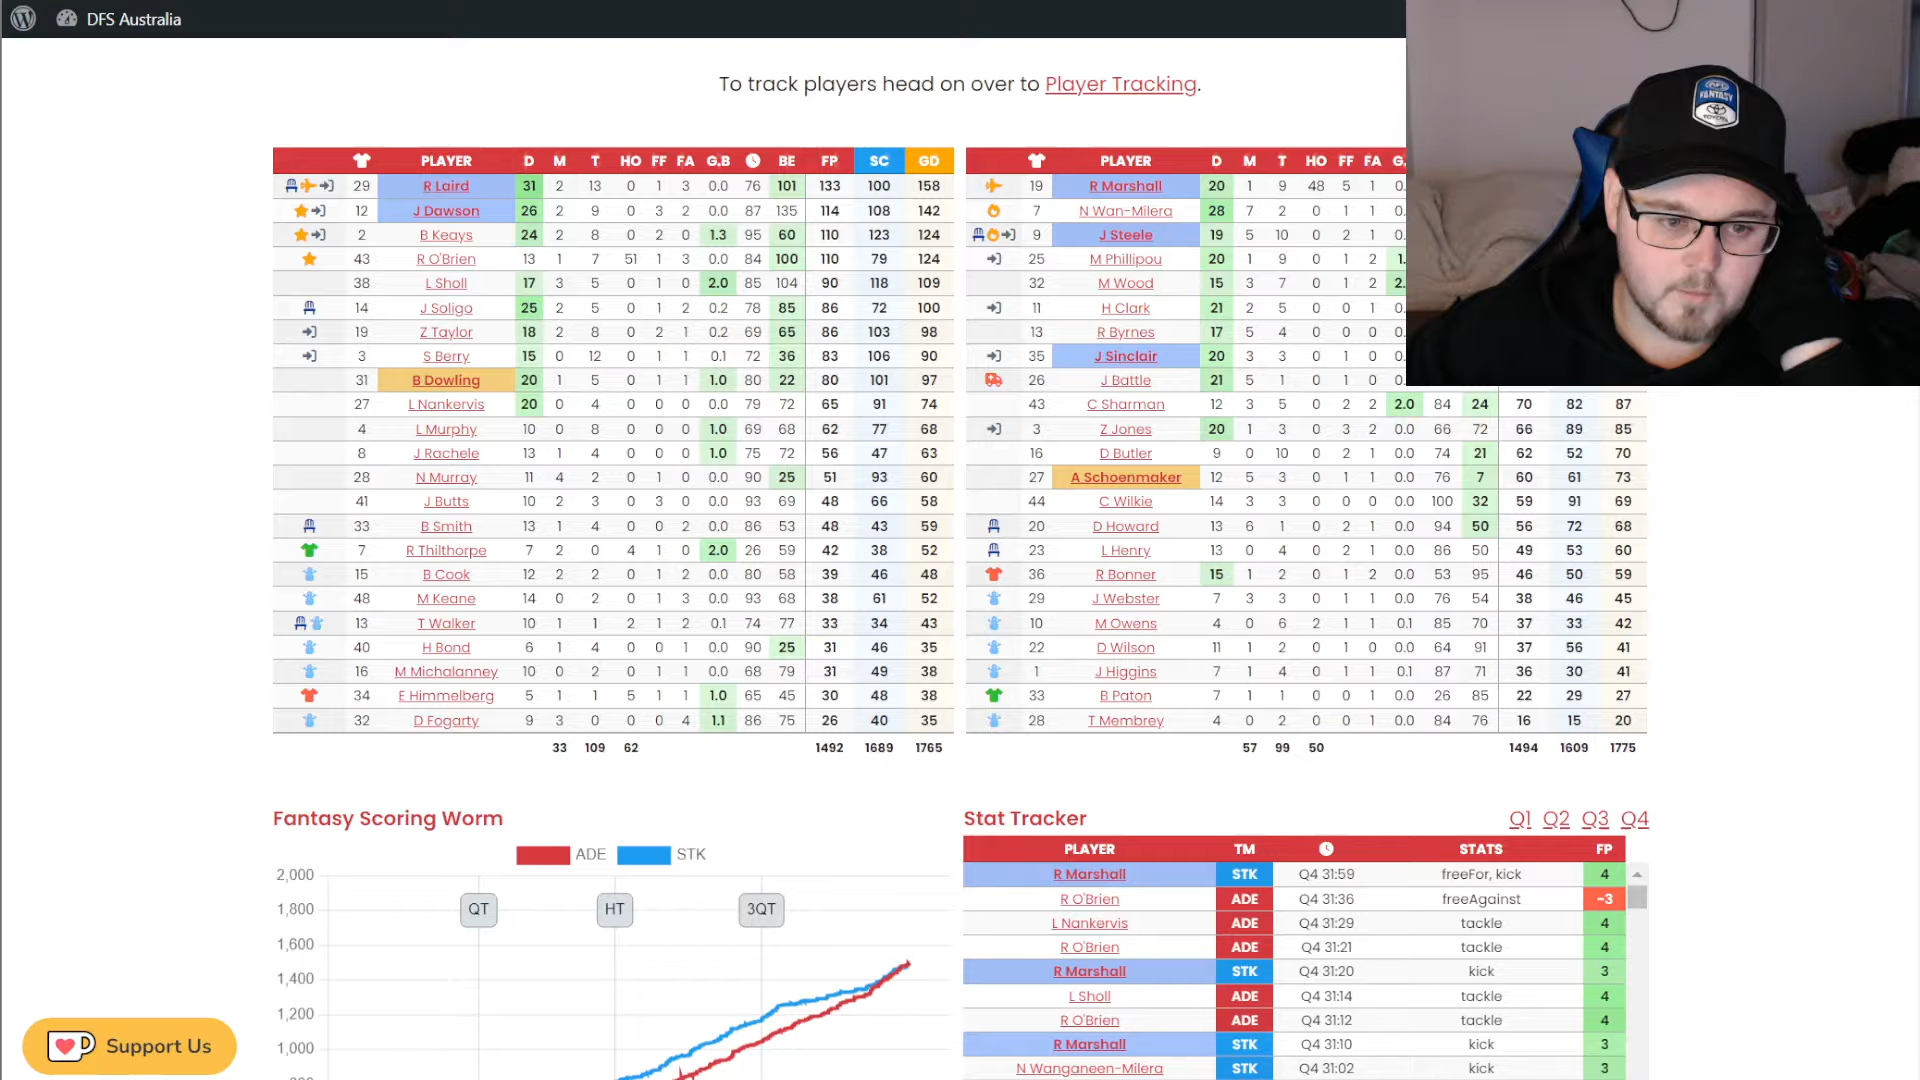 DFS Australia
To track players head on over to Player Tracking.
PLAYER D M T HO FF FA G.B BE FP SC GD
29 R Laird 31 2 13 0 1 3 0.0 76 101 133 100 158
12 J Dawson 26 2 9 0 3 2 0.0 87 135 114 108 142
2 B Keays 24 2 8 0 2 0 1.3 95 60 110 123 124
43 R O'Brien 13 1 7 51 1 3 0.0 84 100 110 79 124
38 L Sholl 17 3 5 0 1 0 2.0 85 104 90 118 109
14 J Soligo 25 2 5 0 1 2 0.2 78 85 86 72 100
19 Z Taylor 18 2 8 0 2 1 0.2 69 65 86 103 98
3 S Berry 15 0 12 0 1 1 0.1 72 36 83 106 90
31 B Dowling 20 1 5 0 1 1 1.0 80 22 80 101 97
27 L Nankervis 20 0 4 0 0 0 0.0 79 72 65 91 74
4 L Murphy 10 0 8 0 0 0 1.0 69 68 62 77 68
8 J Rachele 13 1 4 0 0 0 1.0 75 72 56 47 63
28 N Murray 11 4 2 0 1 0 0.0 90 25 51 93 60
41 J Butts 10 2 3 0 3 0 0.0 93 69 48 66 58
33 B Smith 13 1 4 0 0 2 0.0 86 53 48 43 59
7 R Thilthorpe 7 2 0 4 1 0 2.0 26 59 42 38 52
15 B Cook 12 2 2 0 1 2 0.0 80 58 39 46 48
48 M Keane 14 0 2 0 1 3 0.0 93 68 38 61 52
13 T Walker 10 1 1 2 1 2 0.1 74 77 33 34 43
40 H Bond 6 1 4 0 0 1 0.0 90 25 31 46 35
16 M Michalanney 10 0 2 0 1 1 0.0 68 79 31 49 38
34 E Himmelberg 5 1 1 5 1 1 1.0 65 45 30 48 38
32 D Fogarty 9 3 0 0 0 4 1.1 86 75 26 40 35
33 109 62 1492 1689 1765
PLAYER D M T HO FF FA G.
19 R Marshall 20 1 9 48 5 1 0.
7 N Wan-Milera 28 7 2 0 1 1 0.
9 J Steele 19 5 10 0 2 1 0.
25 M Phillipou 20 1 9 0 1 2 1.
32 M Wood 15 3 7 0 1 2 2.
11 H Clark 21 2 5 0 1 0 0.
13 R Byrnes 17 5 4 0 0 0 0.
35 J Sinclair 20 3 3 0 1 0 0.
26 J Battle 21 5 1 0 1 0 0.
43 C Sharman 12 3 5 0 2 2 2.0 84 24 70 82 87
3 Z Jones 20 1 3 0 3 2 0.0 66 72 66 89 85
16 D Butler 9 0 10 0 2 1 0.0 74 21 62 52 70
27 A Schoenmaker 12 5 3 0 1 1 0.0 76 7 60 61 73
44 C Wilkie 14 3 3 0 0 0 0.0 100 32 59 91 69
20 D Howard 13 6 1 0 2 1 0.0 94 50 56 72 68
23 L Henry 13 0 4 0 2 1 0.0 86 50 49 53 60
36 R Bonner 15 1 2 0 1 2 0.0 53 95 46 50 59
29 J Webster 7 3 3 0 1 1 0.0 76 54 38 46 45
10 M Owens 4 0 6 2 1 1 0.1 85 70 37 33 42
22 D Wilson 11 1 2 0 1 0 0.0 64 91 37 56 41
1 J Higgins 7 1 4 0 1 1 0.1 87 71 36 30 41
33 B Paton 7 1 1 0 0 1 0.0 26 85 22 29 27
28 T Membrey 4 0 2 0 0 1 0.0 84 76 16 15 20
57 99 50 1494 1609 1775
Fantasy Scoring Worm
ADE STK
2,000
1,800
1,600
1,400
1,200
1,000
QT HT 3QT
Stat Tracker Q1 Q2 Q3 Q4
PLAYER TM STATS FP
R Marshall STK Q4 31:59 freeFor, kick 4
R O'Brien ADE Q4 31:36 freeAgainst -3
L Nankervis ADE Q4 31:29 tackle 4
R O'Brien ADE Q4 31:21 tackle 4
R Marshall STK Q4 31:20 kick 3
L Sholl ADE Q4 31:14 tackle 4
R O'Brien ADE Q4 31:12 tackle 4
R Marshall STK Q4 31:10 kick 3
N Wanganeen-Milera STK Q4 31:02 kick 3
Support Us
FANTASY
TOYOTA